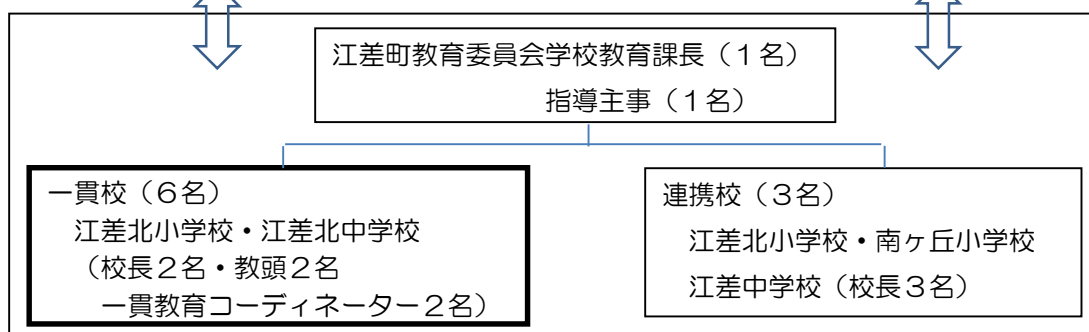 江差町教育委員会学校教育課長（１名）
指導主事（１名）
一貫校（６名）
江差北小学校・江差北中学校
（校長２名・教頭２名
一貫教育コーディネーター２名）
連携校（３名）
江差北小学校・南ヶ丘小学校
江差中学校（校長３名）